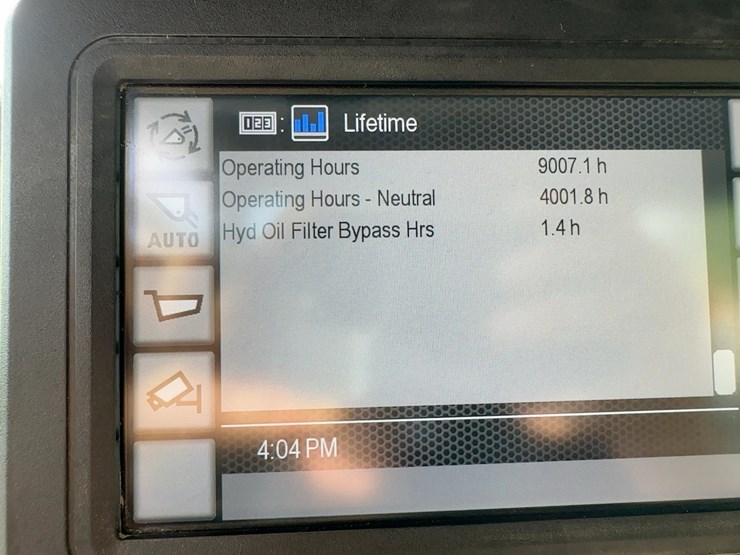 123 : Lifetime
Operating Hours 9007.1 h
Operating Hours - Neutral 4001.8 h
AUTO
Hyd Oil Filter Bypass Hrs 1.4 h
4:04 PM